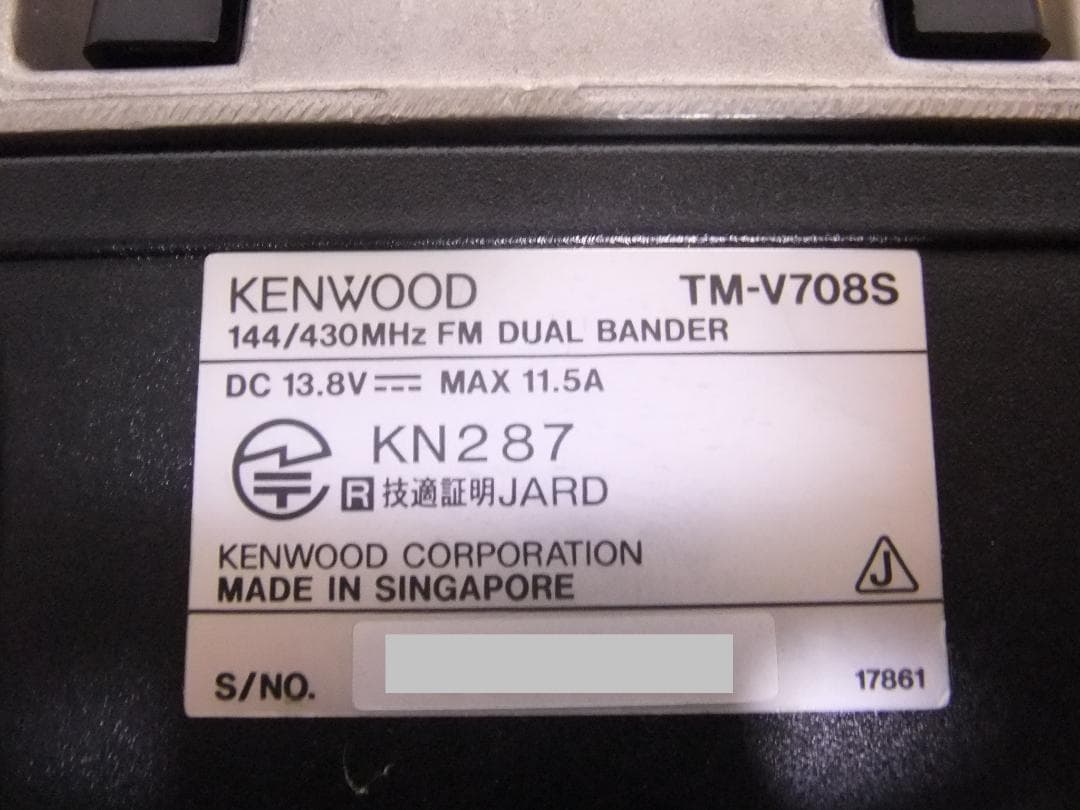 KENWOOD TM-V708S
144/430MHz FM DUAL BANDER
DC 13.8V⎓ MAX 11.5A
KN287
R 技適証明JARD
KENWOOD CORPORATION
MADE IN SINGAPORE
J
S/NO. 17861